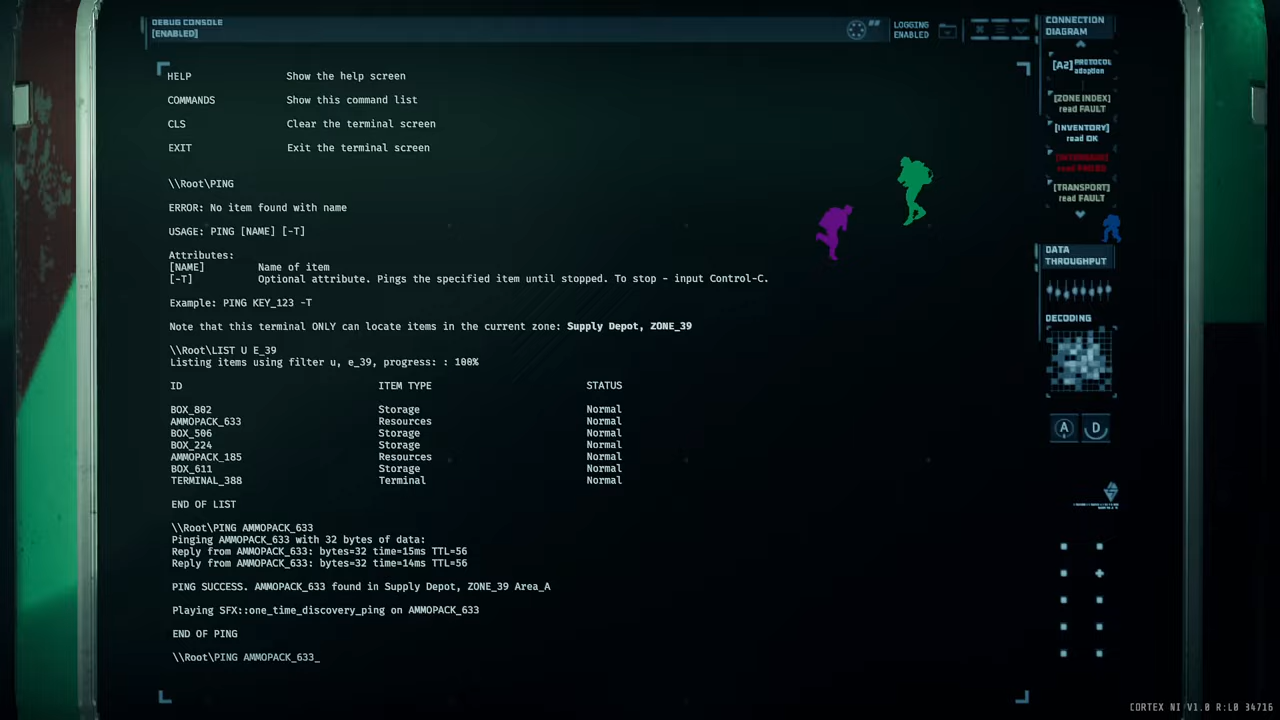 DEBUG CONSOLE
[ENABLED]
LOGGING
ENABLED
HELP Show the help screen
COMMANDS Show this command list
CLS Clear the terminal screen
EXIT Exit the terminal screen
\\Root\PING
ERROR: No item found with name
USAGE: PING [NAME] [-T]
Attributes:
[NAME] Name of item
[-T] Optional attribute. Pings the specified item until stopped. To stop - input Control-C.
Example: PING KEY_123 -T
Note that this terminal ONLY can locate items in the current zone: Supply Depot, ZONE_39
\\Root\LIST U E_39
Listing items using filter u, e_39, progress: : 100%
ID ITEM TYPE STATUS
BOX_802 Storage Normal
AMMOPACK_633 Resources Normal
BOX_506 Storage Normal
BOX_224 Storage Normal
AMMOPACK_185 Resources Normal
BOX_611 Storage Normal
TERMINAL_388 Terminal Normal
END OF LIST
\\Root\PING AMMOPACK_633
Pinging AMMOPACK_633 with 32 bytes of data:
Reply from AMMOPACK_633: bytes=32 time=15ms TTL=56
Reply from AMMOPACK_633: bytes=32 time=14ms TTL=56
PING SUCCESS. AMMOPACK_633 found in Supply Depot, ZONE_39 Area_A
Playing SFX::one_time_discovery_ping on AMMOPACK_633
END OF PING
\\Root\PING AMMOPACK_633_
CONNECTION
DIAGRAM
[A2] PROTOCOL
adaption
[ZONE INDEX]
read FAULT
[INVENTORY]
read OK
[TRANSPORT]
read FAULT
DATA
THROUGHPUT
DECODING
A D
CORTEX NI V1.0 R:L0 34716